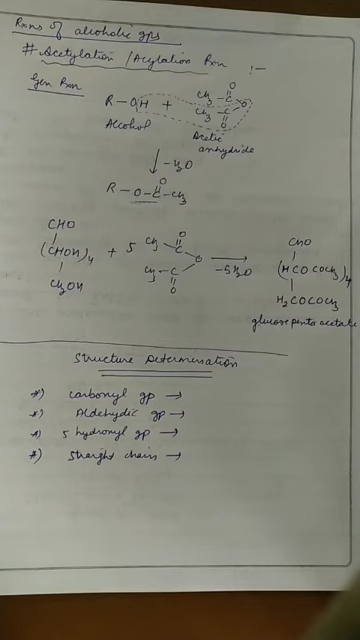 Rxns of alcoholic gps
# Acetylation / Acylation Rxn :-
Gen Rxn
R-OH + CH3-C(=O)-O-C(=O)-CH3
Alcohol Acetic anhydride
↓ -H2O
R-O-C(=O)-CH3
CHO
(CHOH)4
CH2OH
+ 5 CH3-C(=O)-O-C(=O)-CH3
→ -5H2O
CHO
(HCOCOCH3)4
H2COCOCH3
glucose penta acetate
Structure Determination
*) carbonyl gp →
*) Aldehydic gp →
*) 5 hydroxyl gp →
*) straight chain →